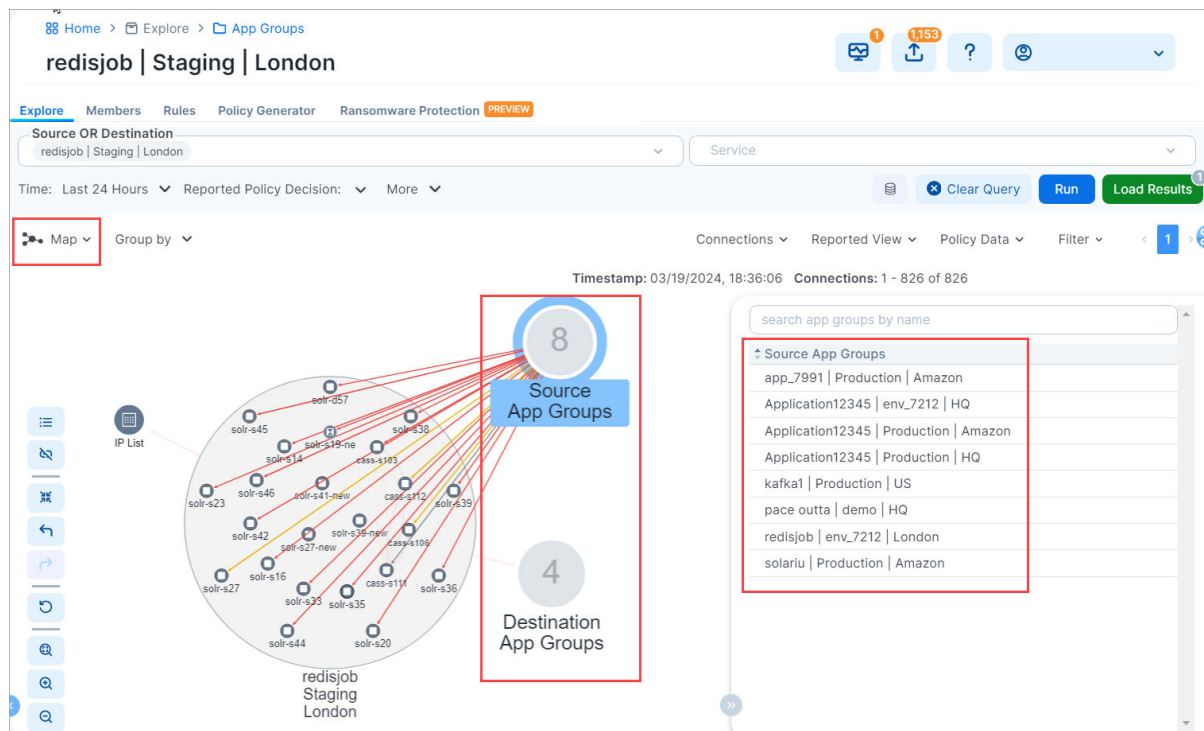 Home > Explore > App Groups
redisjob | Staging | London
1
1,153
?
Explore Members Rules Policy Generator Ransomware Protection PREVIEW
Source OR Destination
redisjob | Staging | London
Service
Time: Last 24 Hours Reported Policy Decision: More
Clear Query Run Load Results 1
Map Group by
Connections Reported View Policy Data Filter < 1 >
Timestamp: 03/19/2024, 18:36:06 Connections: 1 - 826 of 826
8
Source
App Groups
search app groups by name
Source App Groups
app_7991 | Production | Amazon
Application12345 | env_7212 | HQ
Application12345 | Production | Amazon
Application12345 | Production | HQ
kafka1 | Production | US
pace outta | demo | HQ
redisjob | env_7212 | London
solariu | Production | Amazon
IP List
solr-d57
solr-s45
solr-s38
solr-s19-ne
solr-s14
cass-s103
solr-s46
solr-s41-new
cass-s112
solr-s23
solr-s39
solr-s42
solr-s39-new
solr-s27-new
cass-s106
solr-s16
cass-s111
solr-s27
solr-s36
solr-s33
solr-s35
solr-s44
solr-s20
redisjob
Staging
London
4
Destination
App Groups